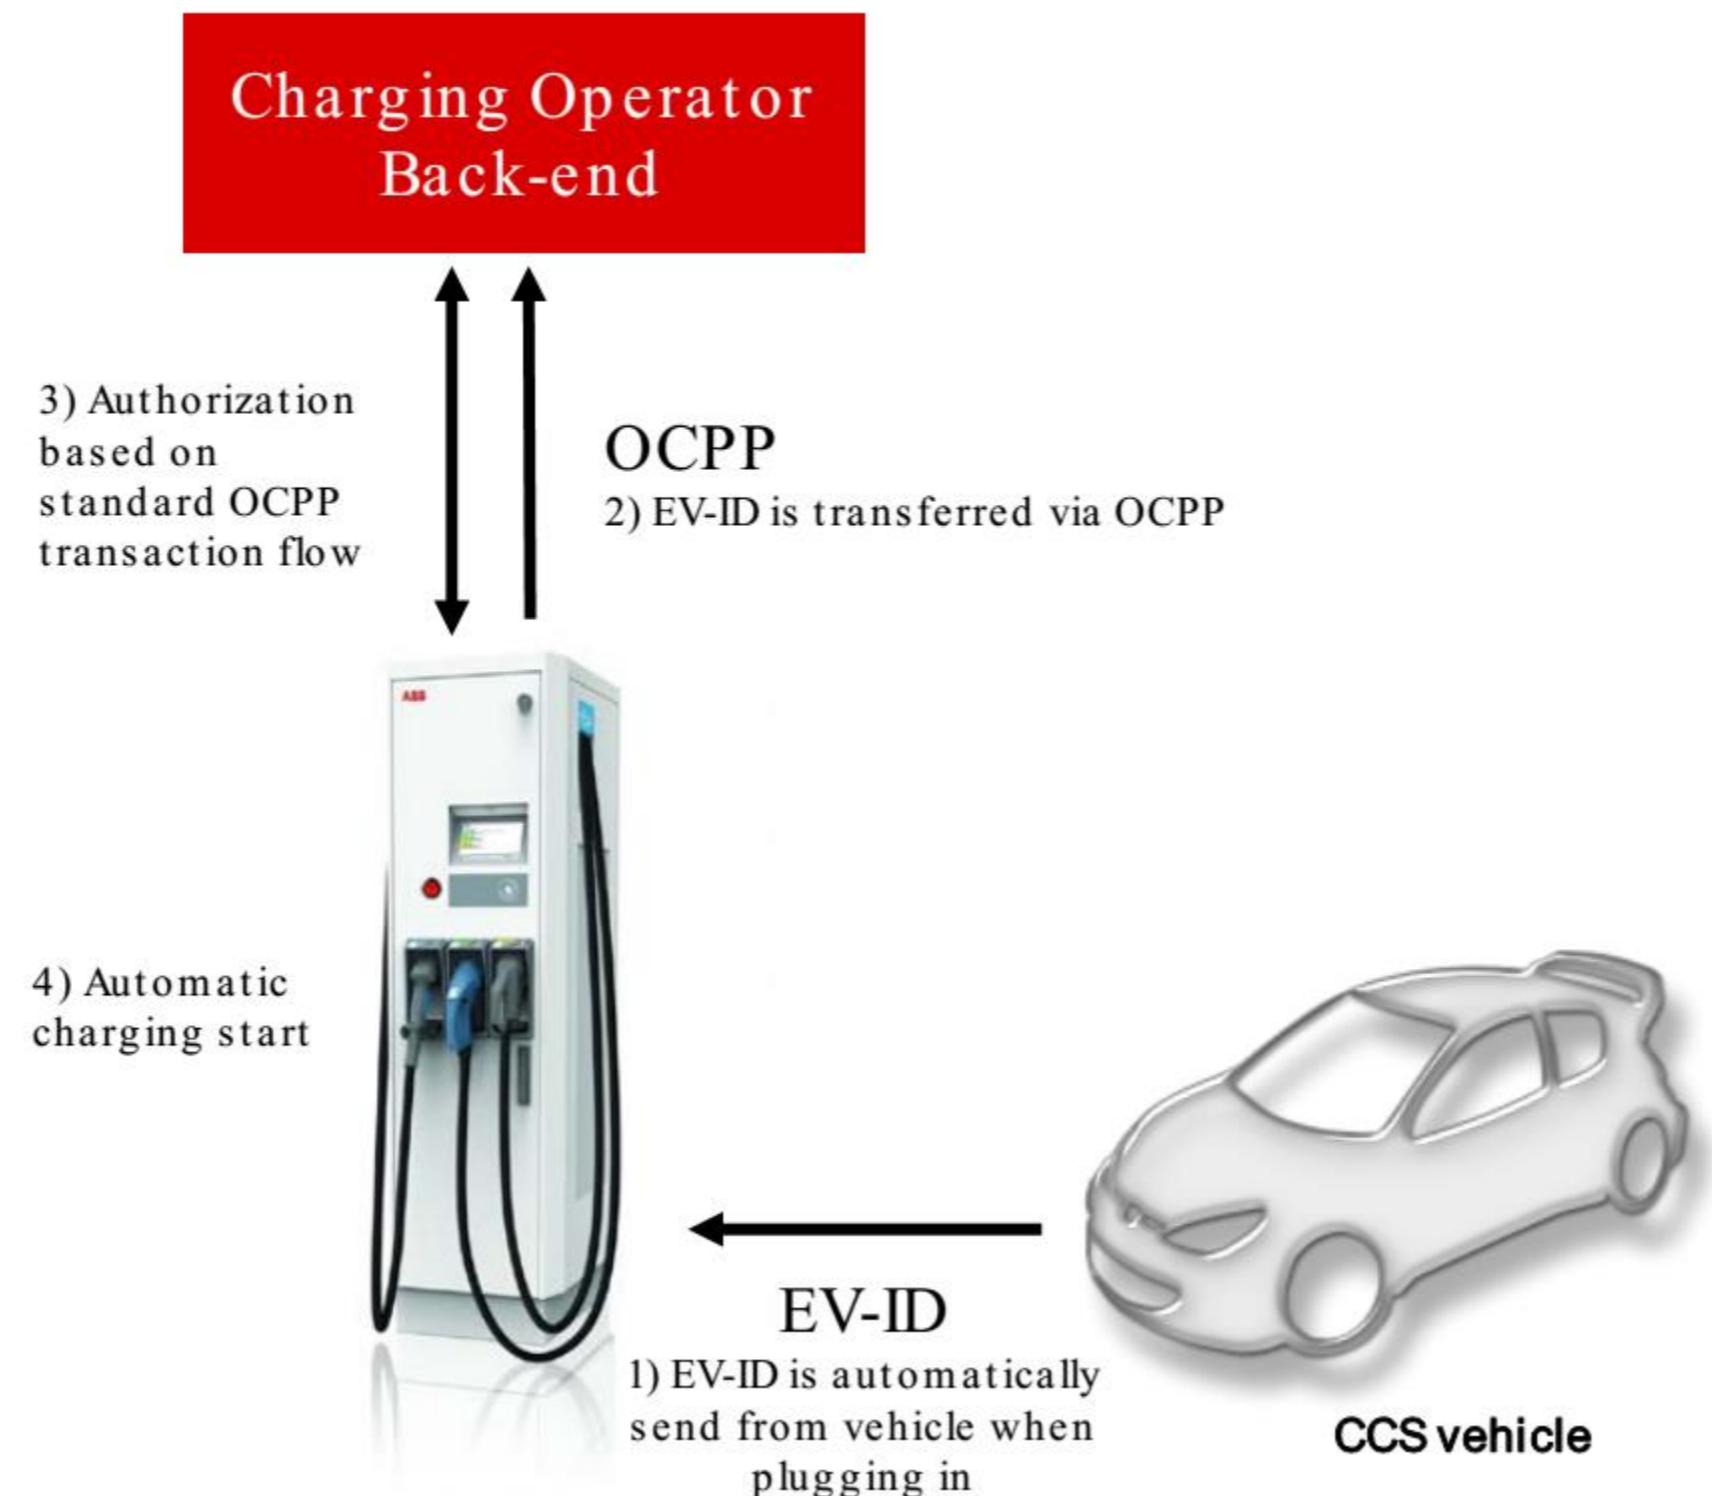 Charging Operator
Back-end
3) Authorization
based on
standard OCPP
transaction flow
OCPP
2) EV-ID is transferred via OCPP
ABB
4) Automatic
charging start
EV-ID
1) EV-ID is automatically
send from vehicle when
plugging in
CCS vehicle